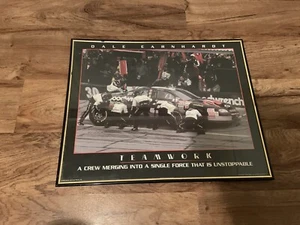 DALE EARNHARDT
TEAMWORK
A CREW MERGING INTO A SINGLE FORCE THAT IS UNSTOPPABLE